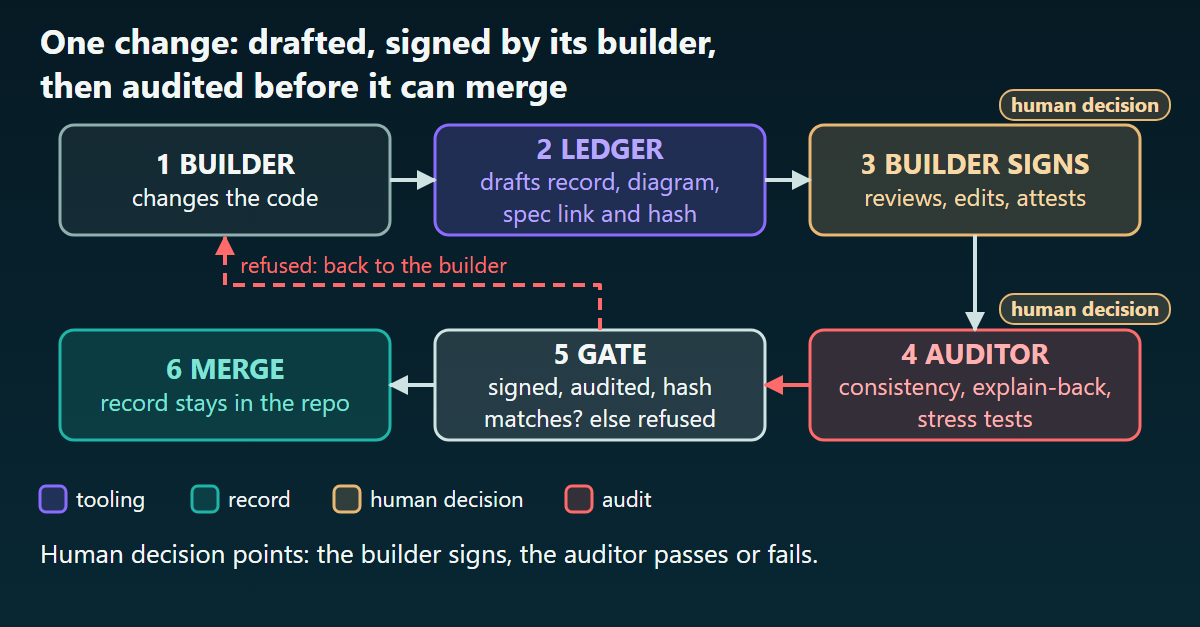 One change: drafted, signed by its builder,
then audited before it can merge
human decision
1 BUILDER
changes the code
2 LEDGER
drafts record, diagram,
spec link and hash
3 BUILDER SIGNS
reviews, edits, attests
refused: back to the builder
human decision
6 MERGE
record stays in the repo
5 GATE
signed, audited, hash
matches? else refused
4 AUDITOR
consistency, explain-back,
stress tests
tooling
record
human decision
audit
Human decision points: the builder signs, the auditor passes or fails.